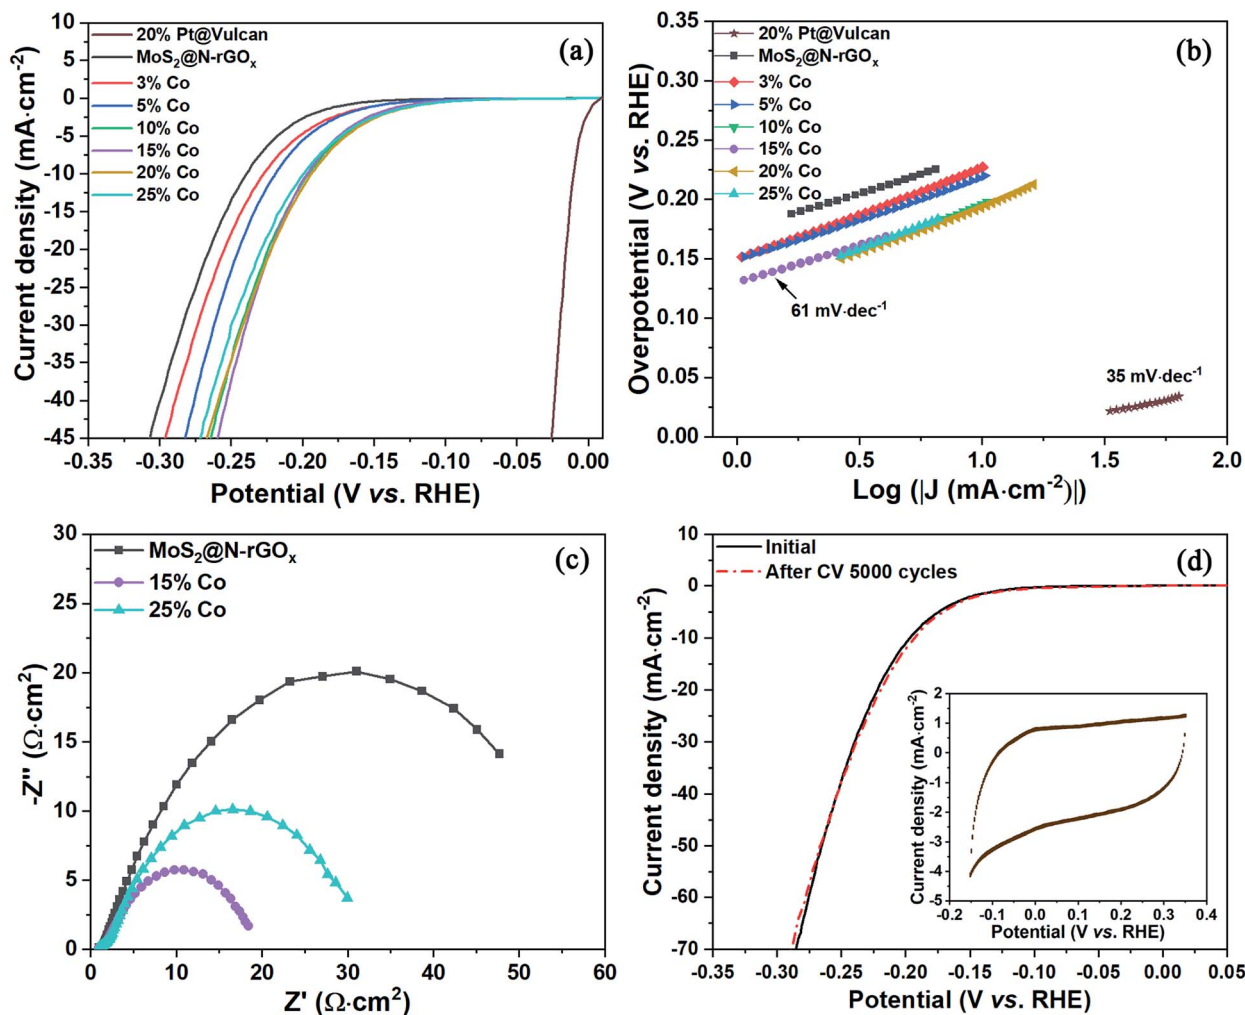 (a)
20% Pt@Vulcan
MoS₂@N-rGOₓ
3% Co
5% Co
10% Co
15% Co
20% Co
25% Co
10
5
0
-5
-10
-15
-20
-25
-30
-35
-40
-45
Current density (mA·cm⁻²)
-0.35 -0.30 -0.25 -0.20 -0.15 -0.10 -0.05 0.00
Potential (V vs. RHE)
(b)
20% Pt@Vulcan
MoS₂@N-rGOₓ
3% Co
5% Co
10% Co
15% Co
20% Co
25% Co
0.35
0.30
0.25
0.20
0.15
0.10
0.05
0.00
Overpotential (V vs. RHE)
61 mV·dec⁻¹
35 mV·dec⁻¹
0.0 0.5 1.0 1.5 2.0
Log (|J (mA·cm⁻²)|)
(c)
MoS₂@N-rGOₓ
15% Co
25% Co
30
25
20
15
10
5
0
-Z" (Ω·cm²)
0 10 20 30 40 50 60
Z' (Ω·cm²)
(d)
Initial
After CV 5000 cycles
10
0
-10
-20
-30
-40
-50
-60
-70
Current density (mA·cm⁻²)
-0.35 -0.30 -0.25 -0.20 -0.15 -0.10 -0.05 0.00 0.05
Potential (V vs. RHE)
2
1
0
-1
-2
-3
-4
-5
Current density (mA·cm⁻²)
-0.2 -0.1 0.0 0.1 0.2 0.3 0.4
Potential (V vs. RHE)